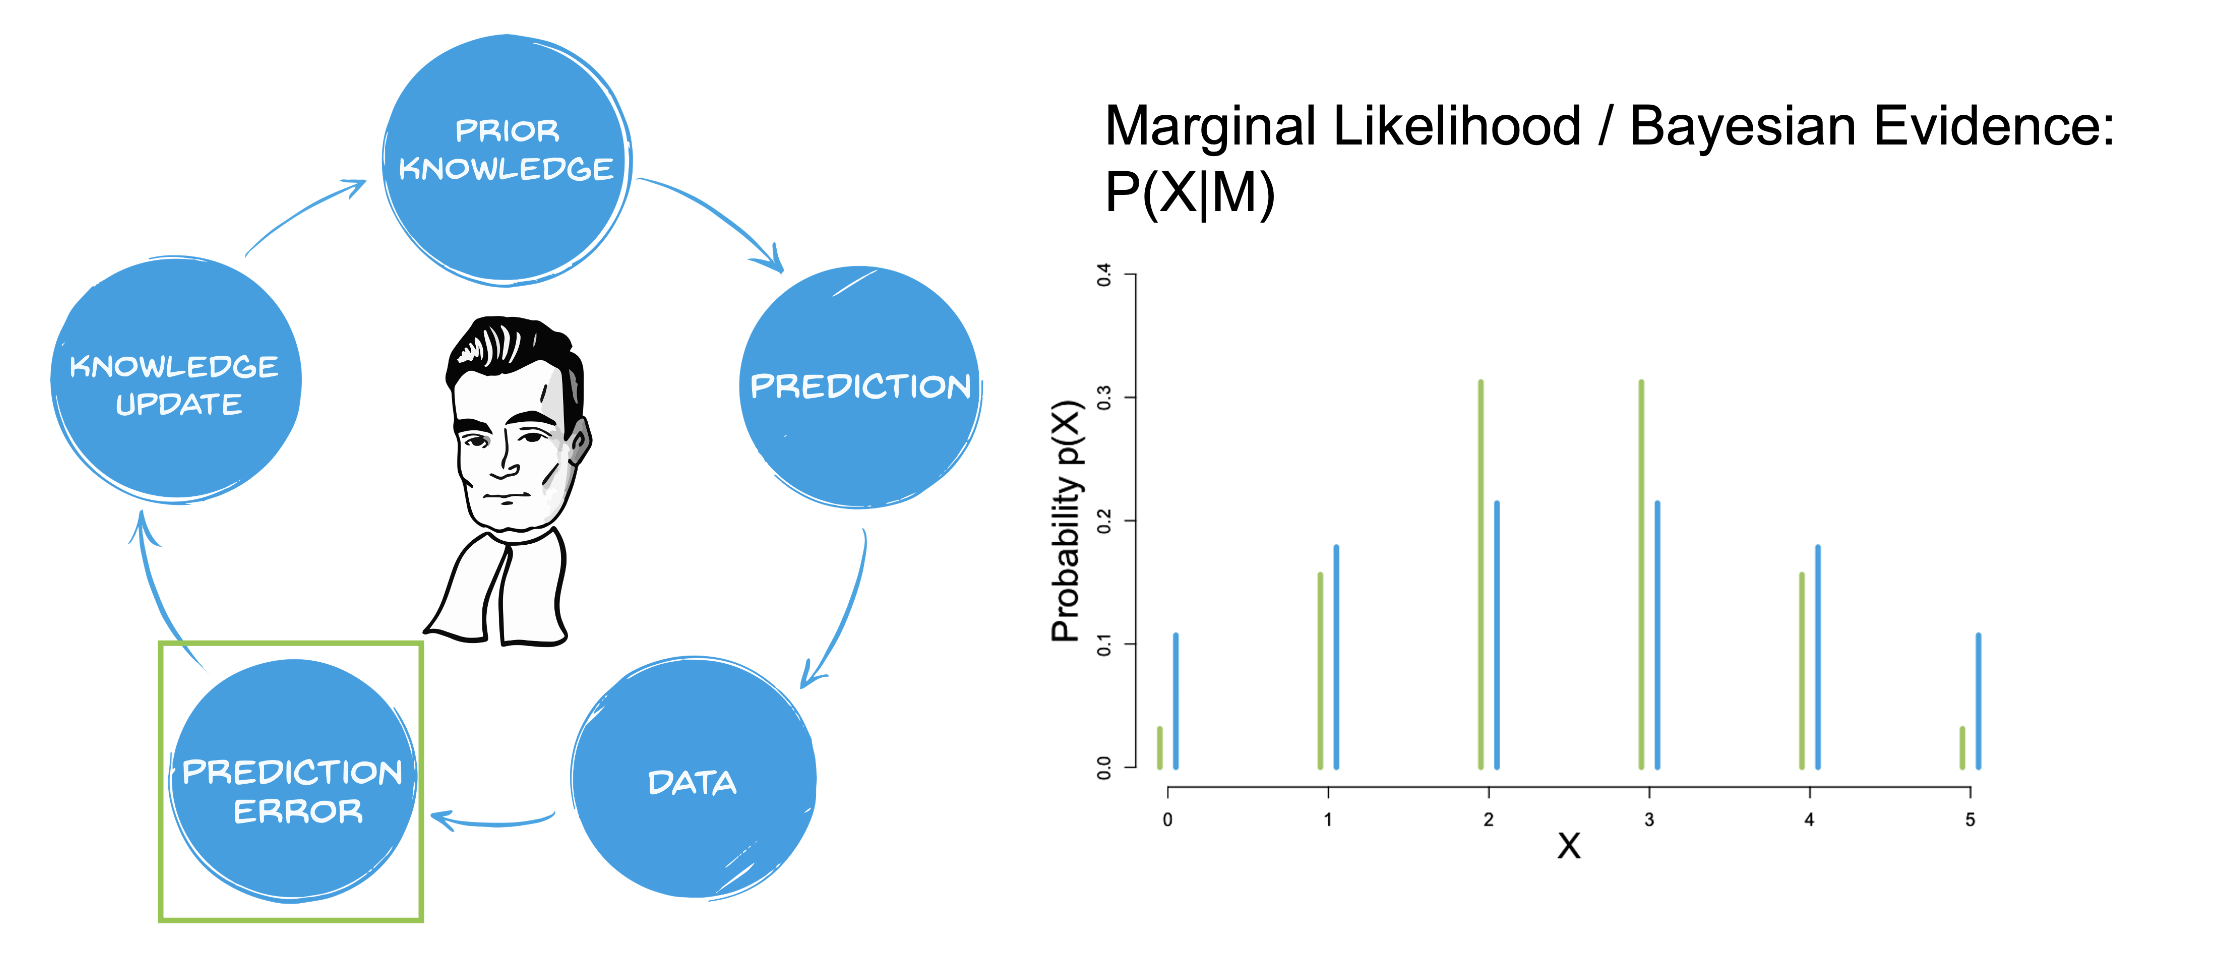 PRIOR
KNOWLEDGE
PREDICTION
DATA
PREDICTION
ERROR
KNOWLEDGE
UPDATE
Marginal Likelihood / Bayesian Evidence:
P(X|M)
Probability p(X)
0.4
0.3
0.2
0.1
0.0
0 1 2 3 4 5
X